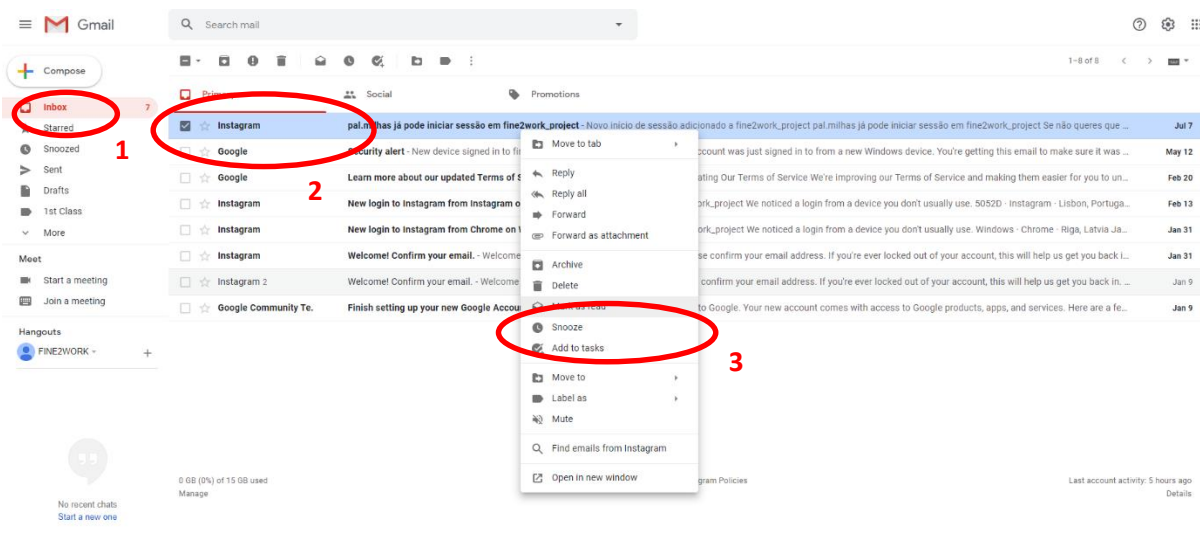 Gmail
Search mail
Compose
1–8 of 8
Inbox 7
Starred
Snoozed
Sent
Drafts
1st Class
More
Meet
Start a meeting
Join a meeting
Hangouts
FINE2WORK
No recent chats
Start a new one
1
2
3
Social
Promotions
Instagram
pal.milhas já pode iniciar sessão em fine2work_project - Novo início de sessão adicionado a fine2work_project pal.milhas já pode iniciar sessão em fine2work_project Se não queres que ...
Jul 7
Google
Security alert - New device signed in to
account was just signed in to from a new Windows device. You're getting this email to make sure it was ...
May 12
Google
Learn more about our updated Terms of
ating Our Terms of Service We're improving our Terms of Service and making them easier for you to un...
Feb 20
Instagram
New login to Instagram from Instagram
ork_project We noticed a login from a device you don't usually use. 5052D · Instagram · Lisbon, Portuga...
Feb 13
Instagram
New login to Instagram from Chrome on
ork_project We noticed a login from a device you don't usually use. Windows · Chrome · Riga, Latvia Ja...
Jan 31
Instagram
Welcome! Confirm your email. - Welcome
se confirm your email address. If you're ever locked out of your account, this will help us get you back i...
Jan 31
Instagram 2
Welcome! Confirm your email. - Welcome
confirm your email address. If you're ever locked out of your account, this will help us get you back in. ...
Jan 9
Google Community Te.
Finish setting up your new Google Accou
to Google. Your new account comes with access to Google products, apps, and services. Here are a fe...
Jan 9
Move to tab
Reply
Reply all
Forward
Forward as attachment
Archive
Delete
Mark as read
Snooze
Add to tasks
Move to
Label as
Mute
Find emails from Instagram
Open in new window
0 GB (0%) of 15 GB used
Manage
gram Policies
Last account activity: 5 hours ago
Details